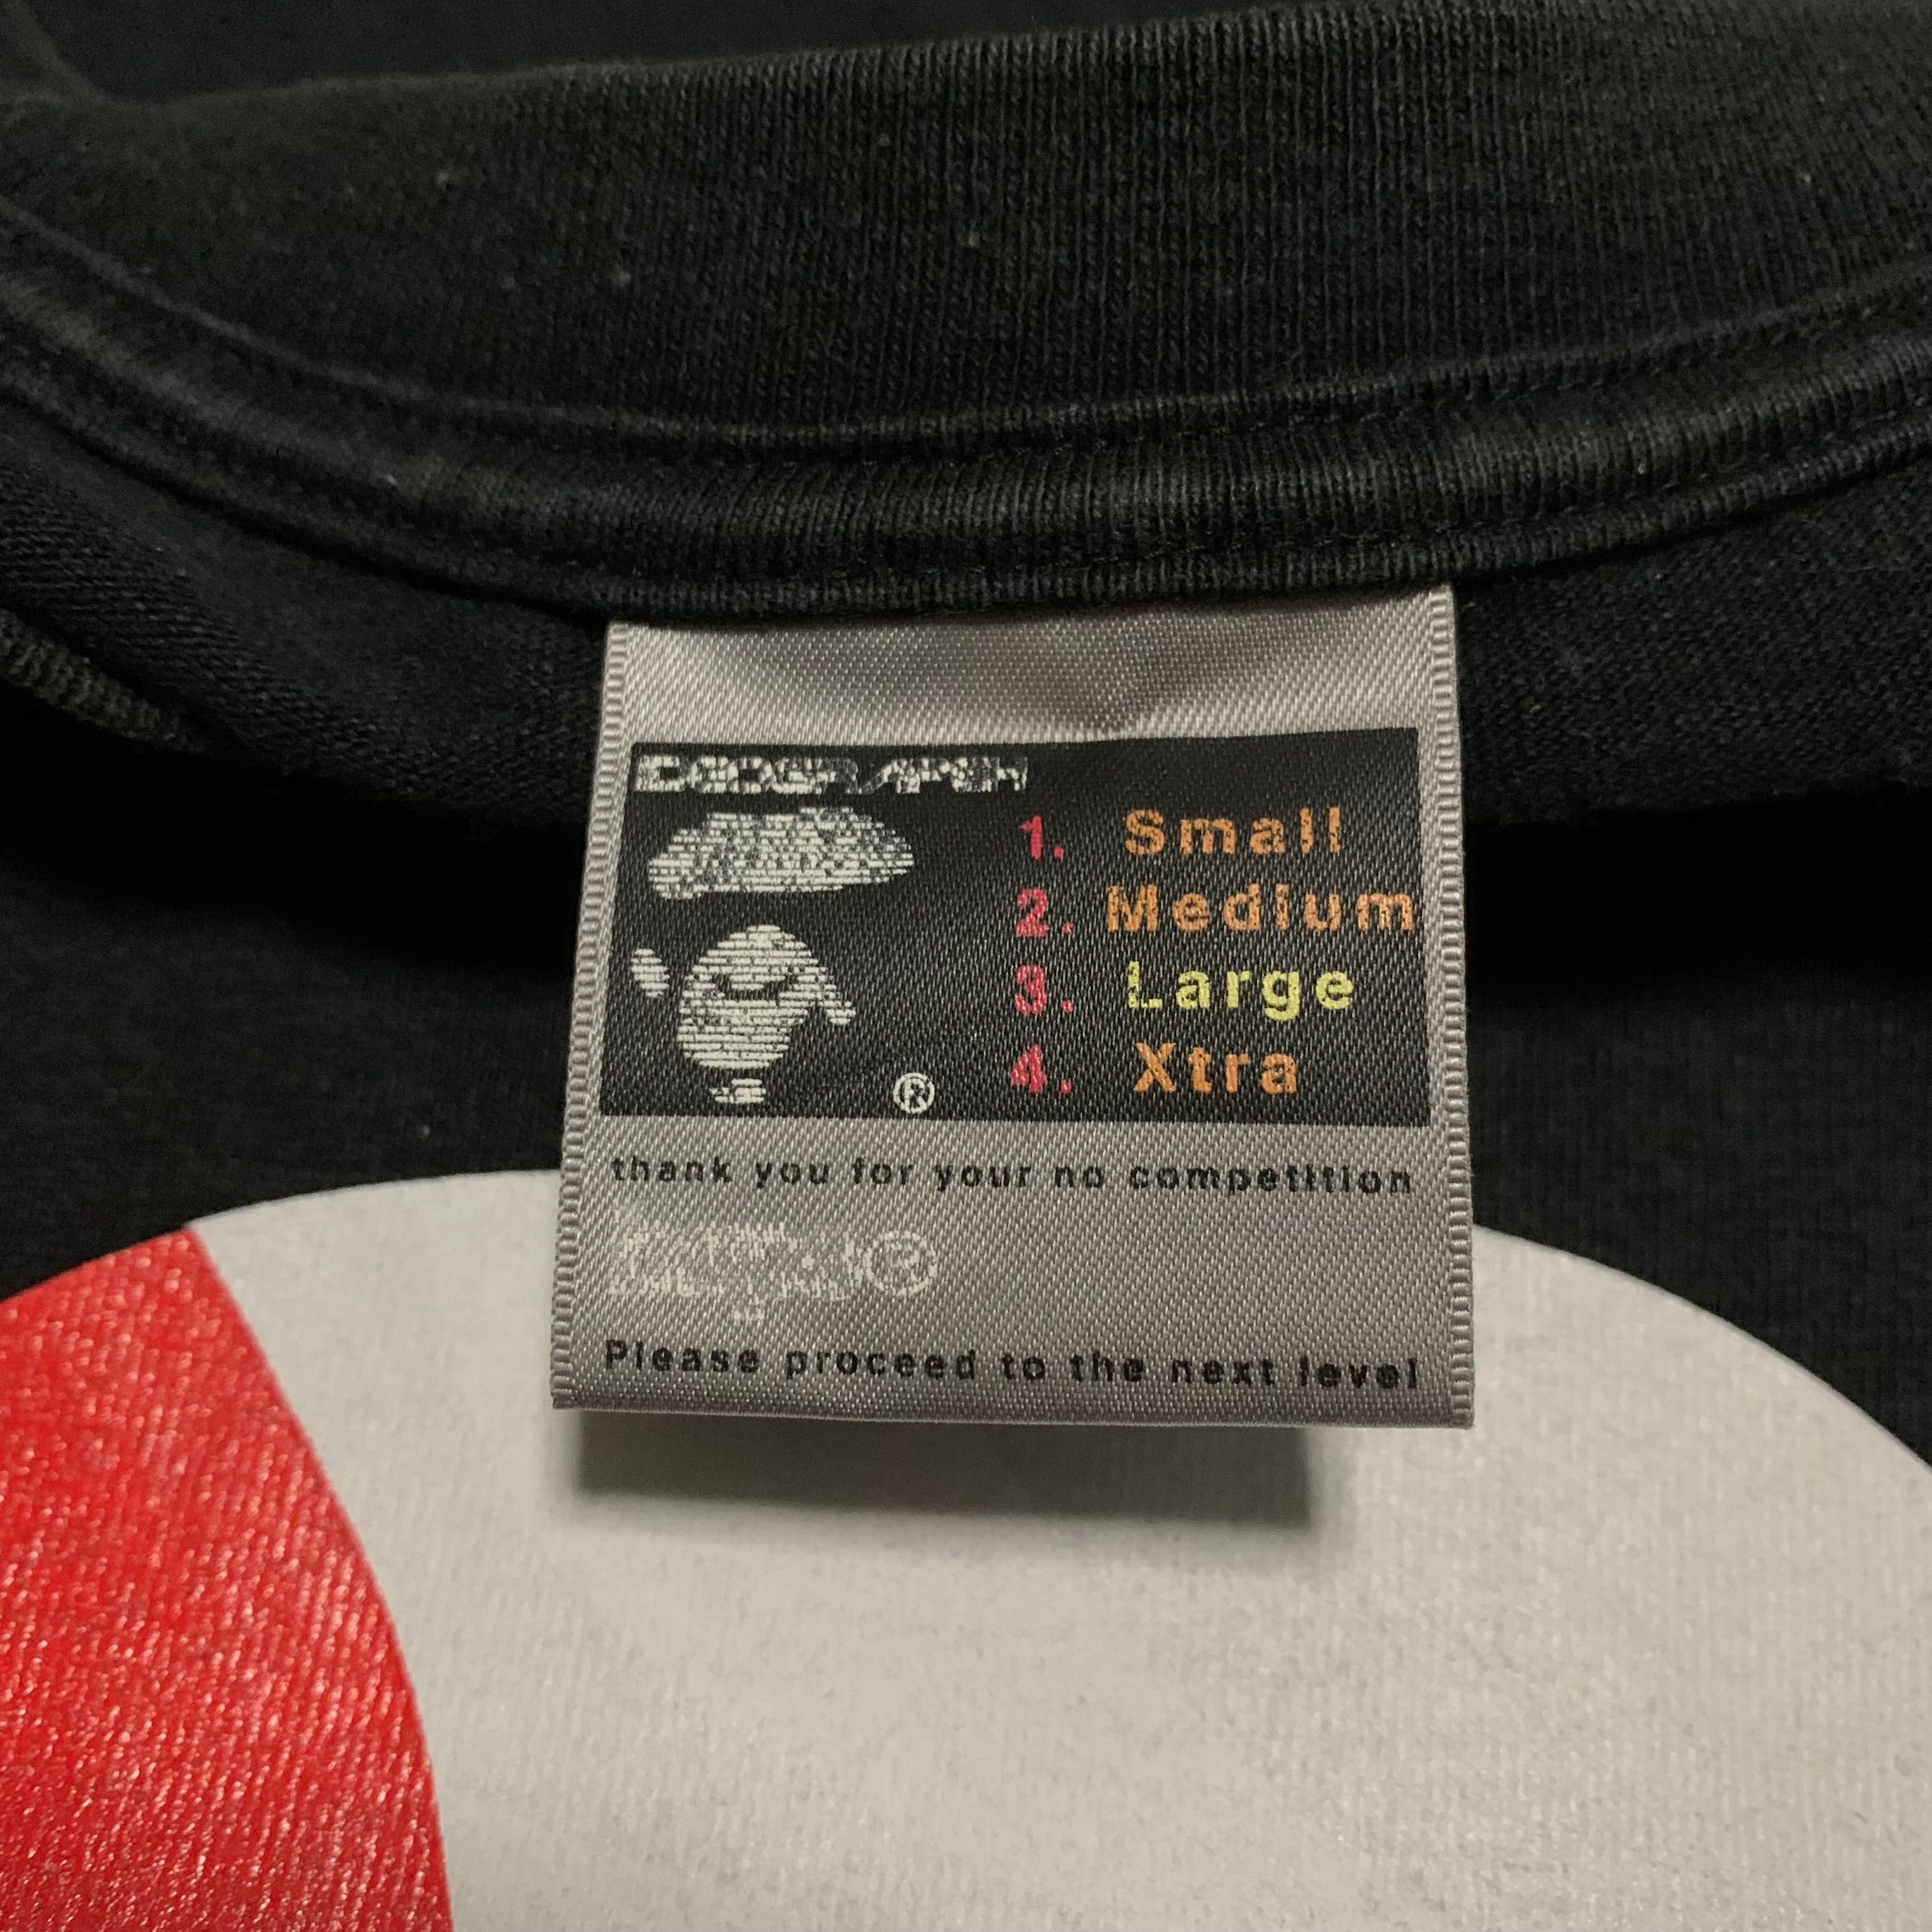 1. Small
2. Medium
3. Large
4. Xtra
®
thank you for your no competition
®
Please proceed to the next level